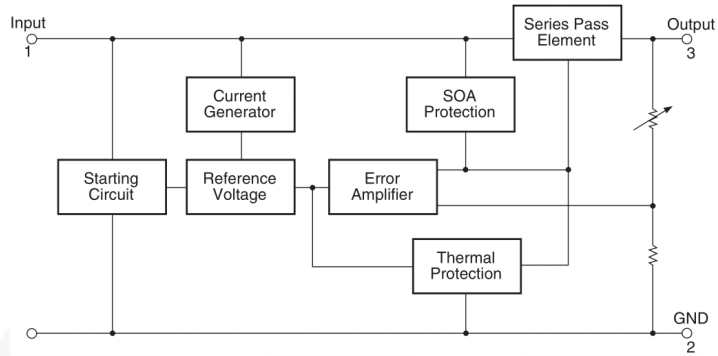 Input
1
Series Pass
Element
Output
3
Current
Generator
SOA
Protection
Starting
Circuit
Reference
Voltage
Error
Amplifier
Thermal
Protection
GND
2